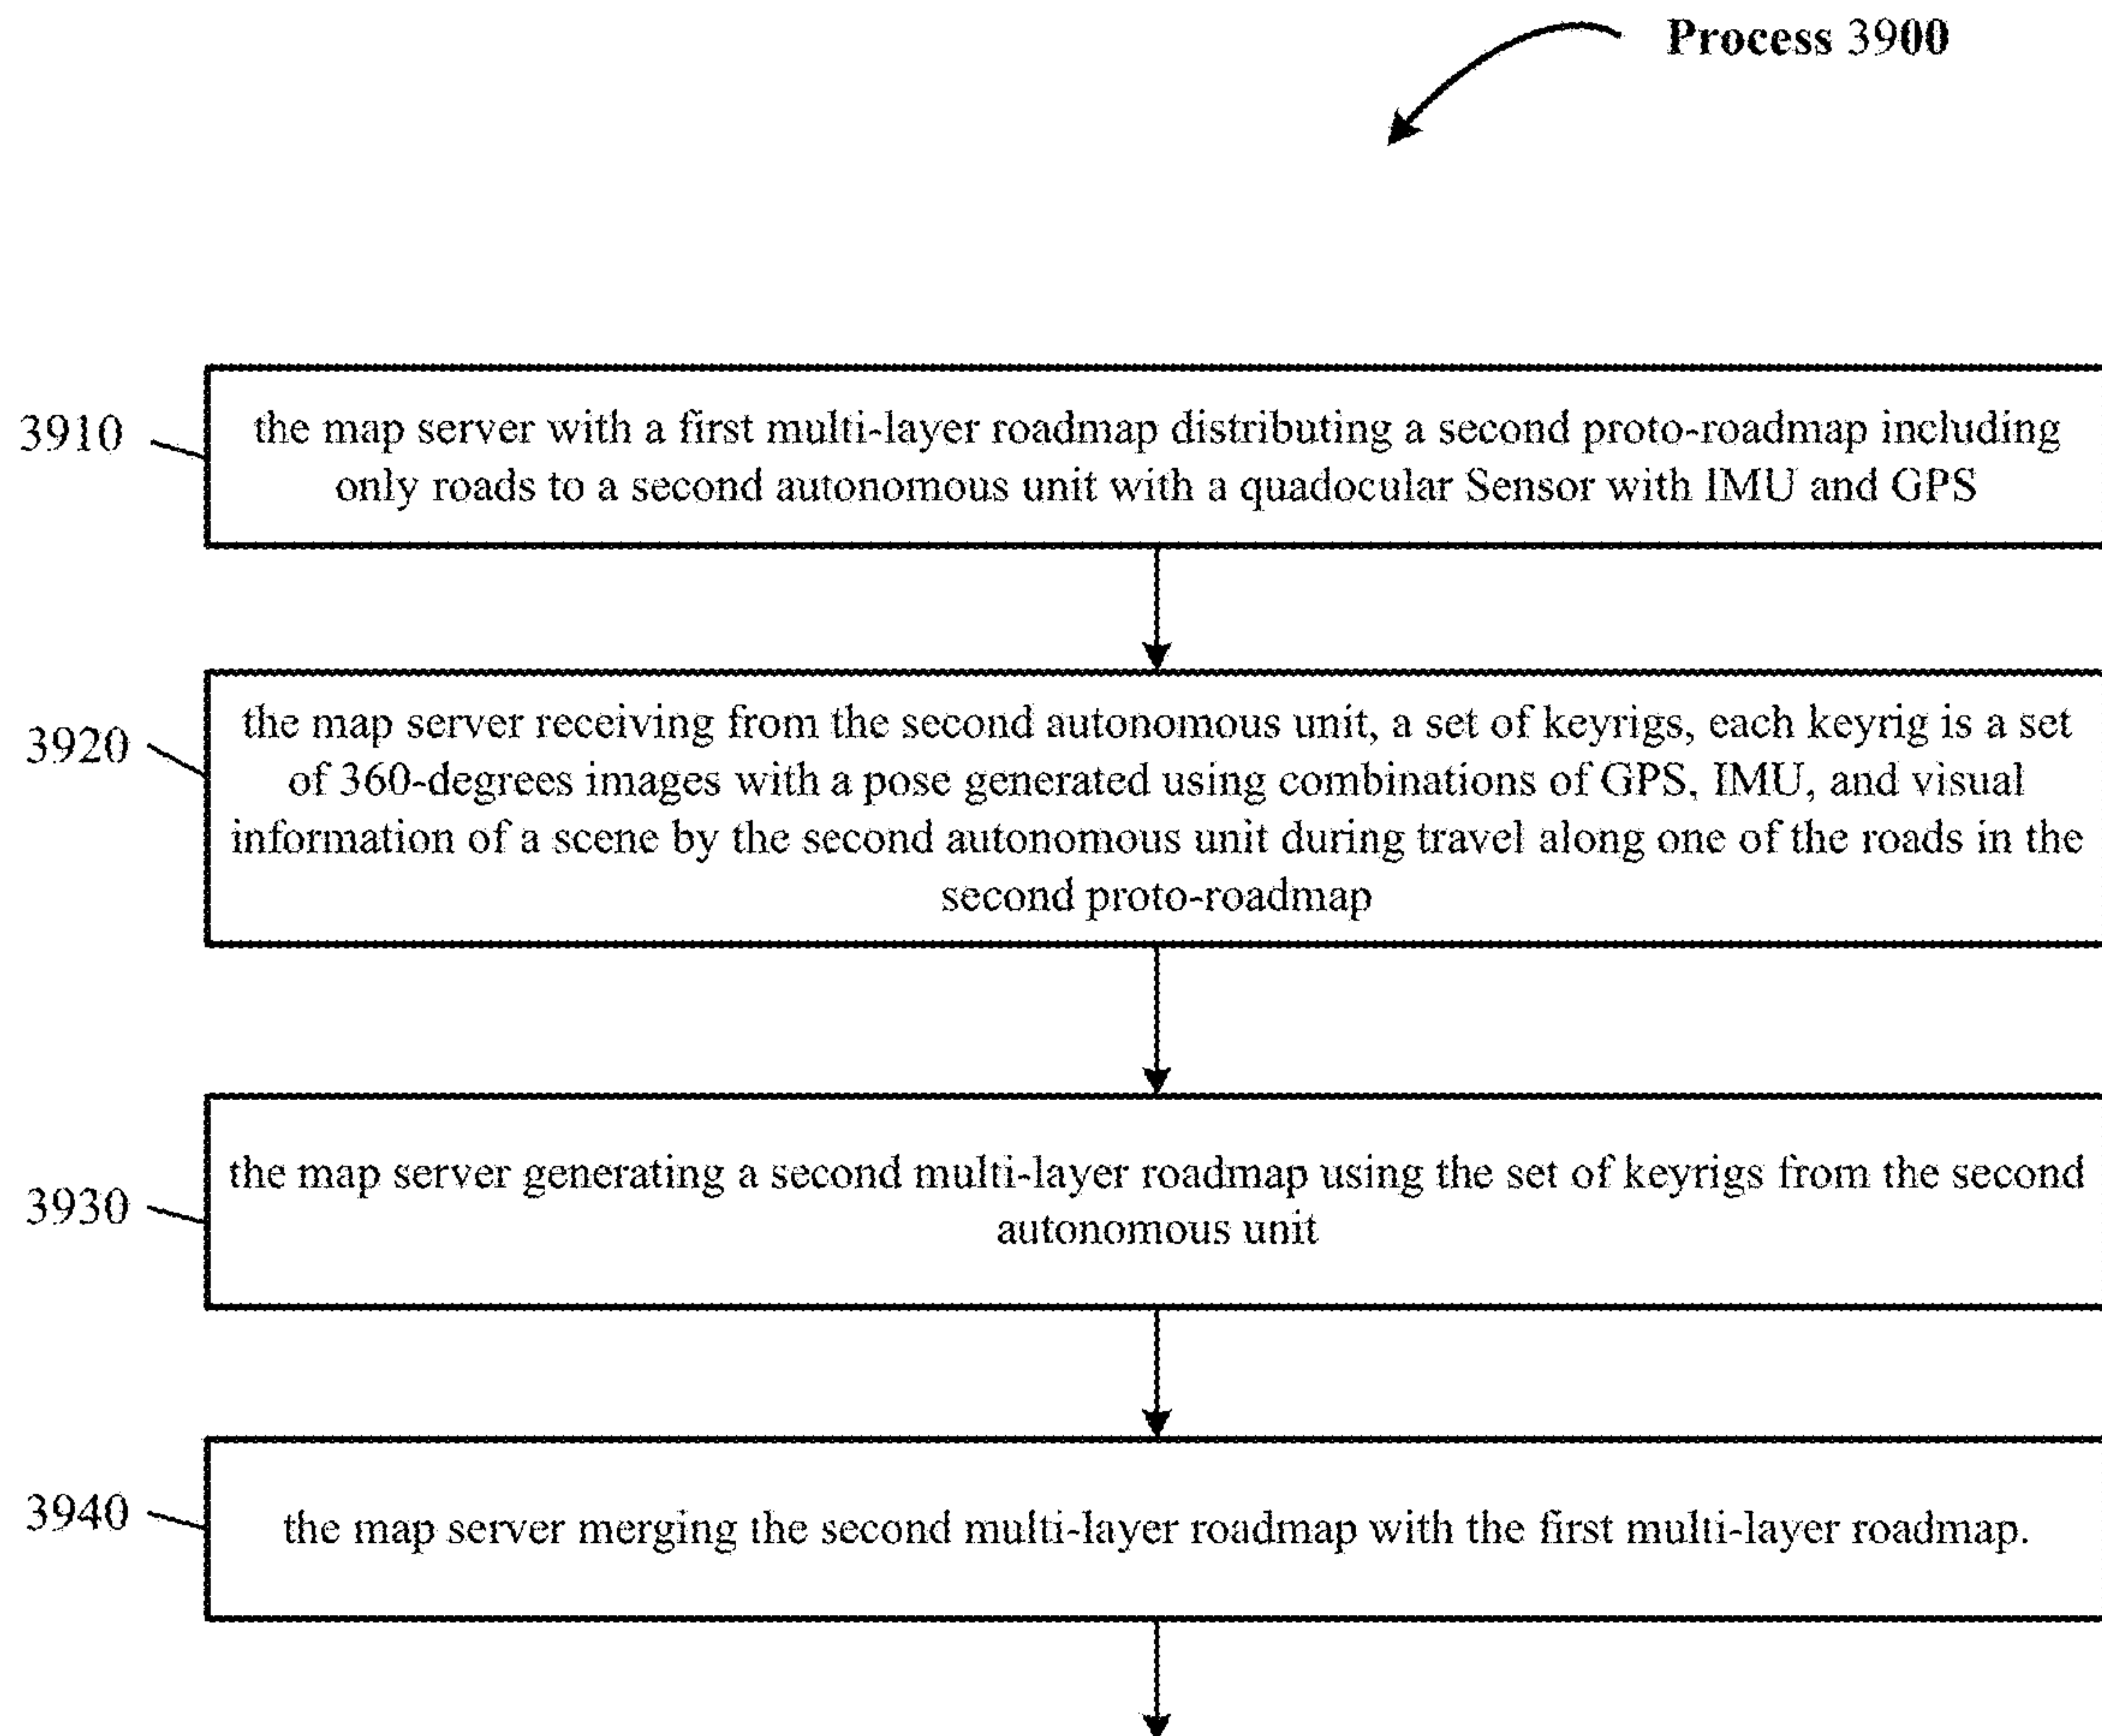 Process 3900
3910
the map server with a first multi-layer roadmap distributing a second proto-roadmap including
only roads to a second autonomous unit with a quadocular Sensor with IMU and GPS
3920
the map server receiving from the second autonomous unit, a set of keyrigs, each keyrig is a set
of 360-degrees images with a pose generated using combinations of GPS, IMU, and visual
information of a scene by the second autonomous unit during travel along one of the roads in the
second proto-roadmap
3930
the map server generating a second multi-layer roadmap using the set of keyrigs from the second
autonomous unit
3940
the map server merging the second multi-layer roadmap with the first multi-layer roadmap.